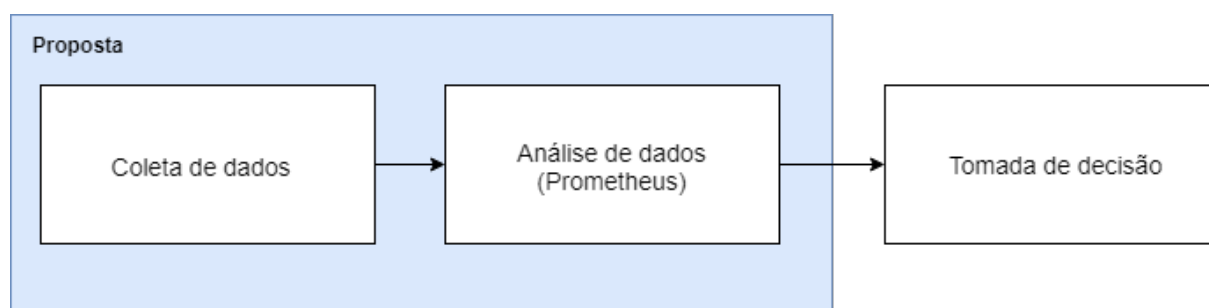 Proposta
Coleta de dados
Análise de dados
(Prometheus)
Tomada de decisão